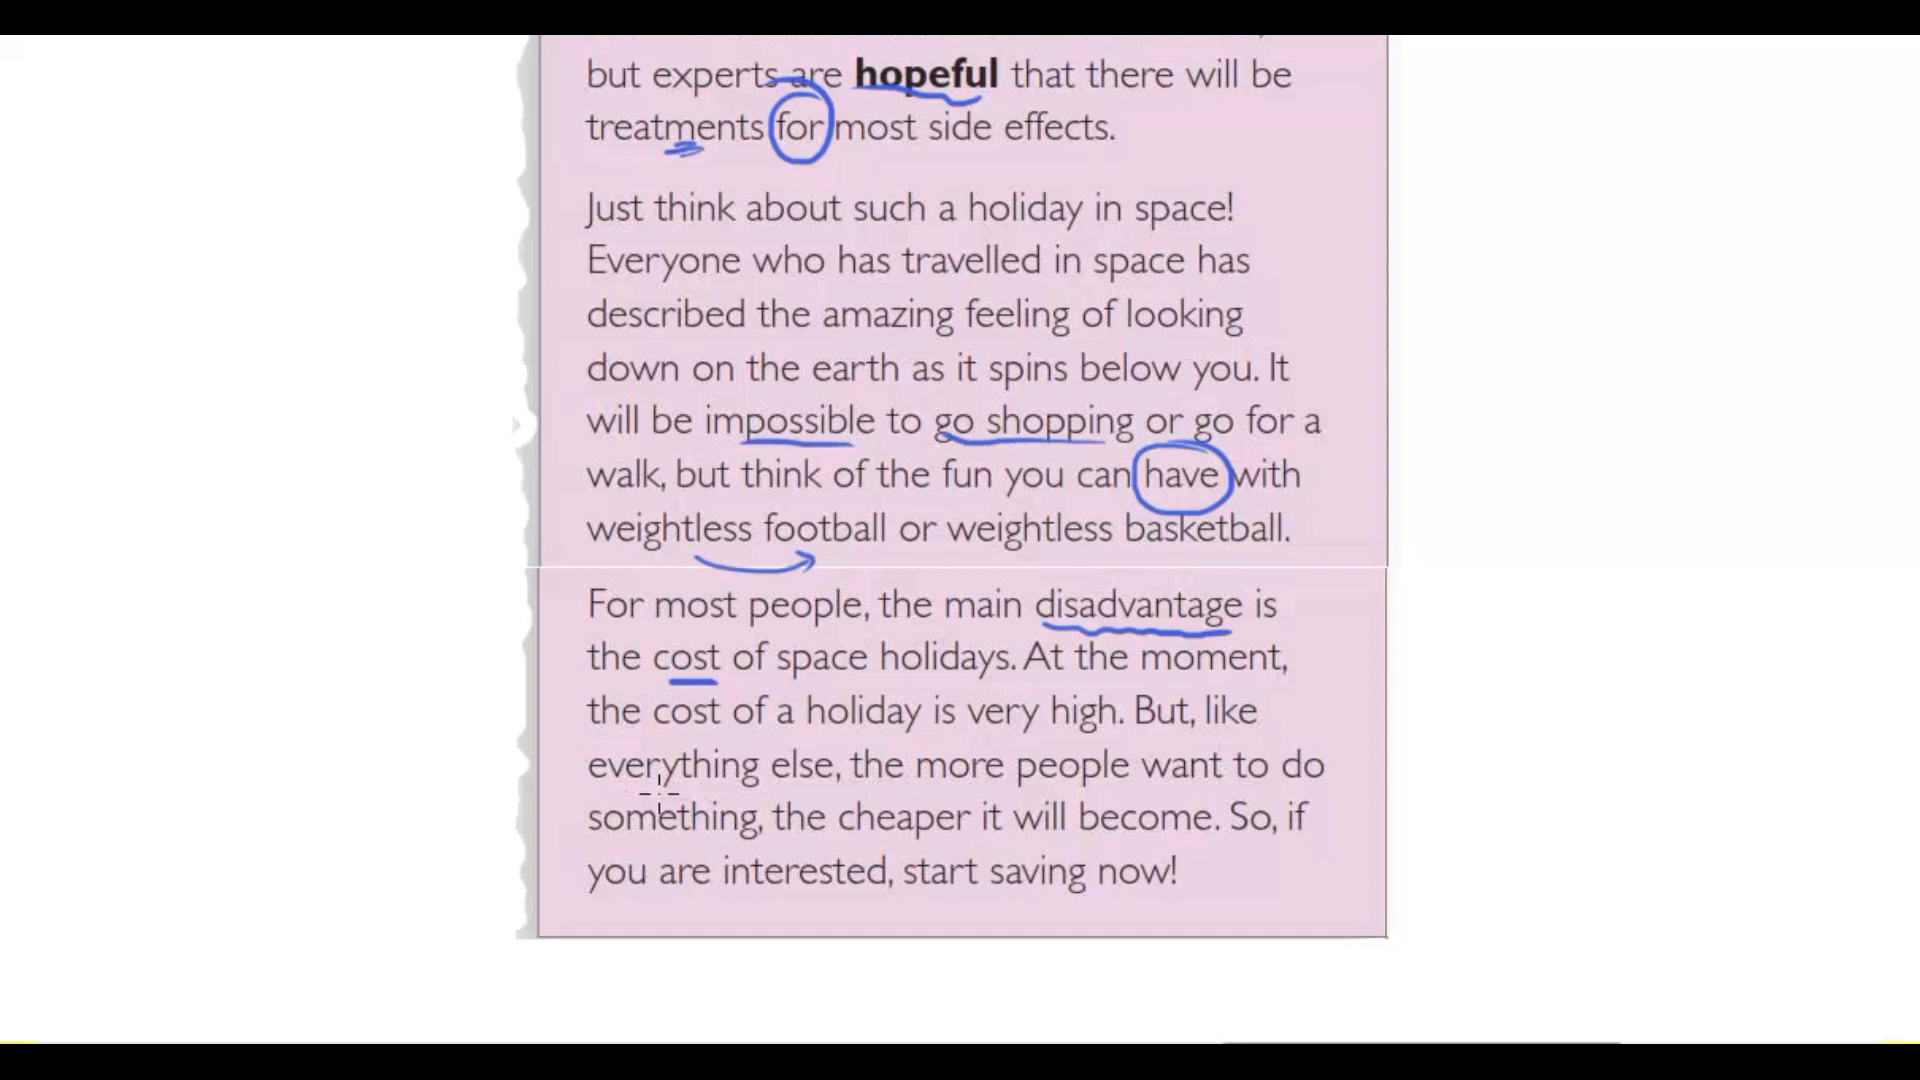 but experts are hopeful that there will be
treatments for most side effects.
Just think about such a holiday in space!
Everyone who has travelled in space has
described the amazing feeling of looking
down on the earth as it spins below you. It
will be impossible to go shopping or go for a
walk, but think of the fun you can have with
weightless football or weightless basketball.
For most people, the main disadvantage is
the cost of space holidays. At the moment,
the cost of a holiday is very high. But, like
everything else, the more people want to do
something, the cheaper it will become. So, if
you are interested, start saving now!